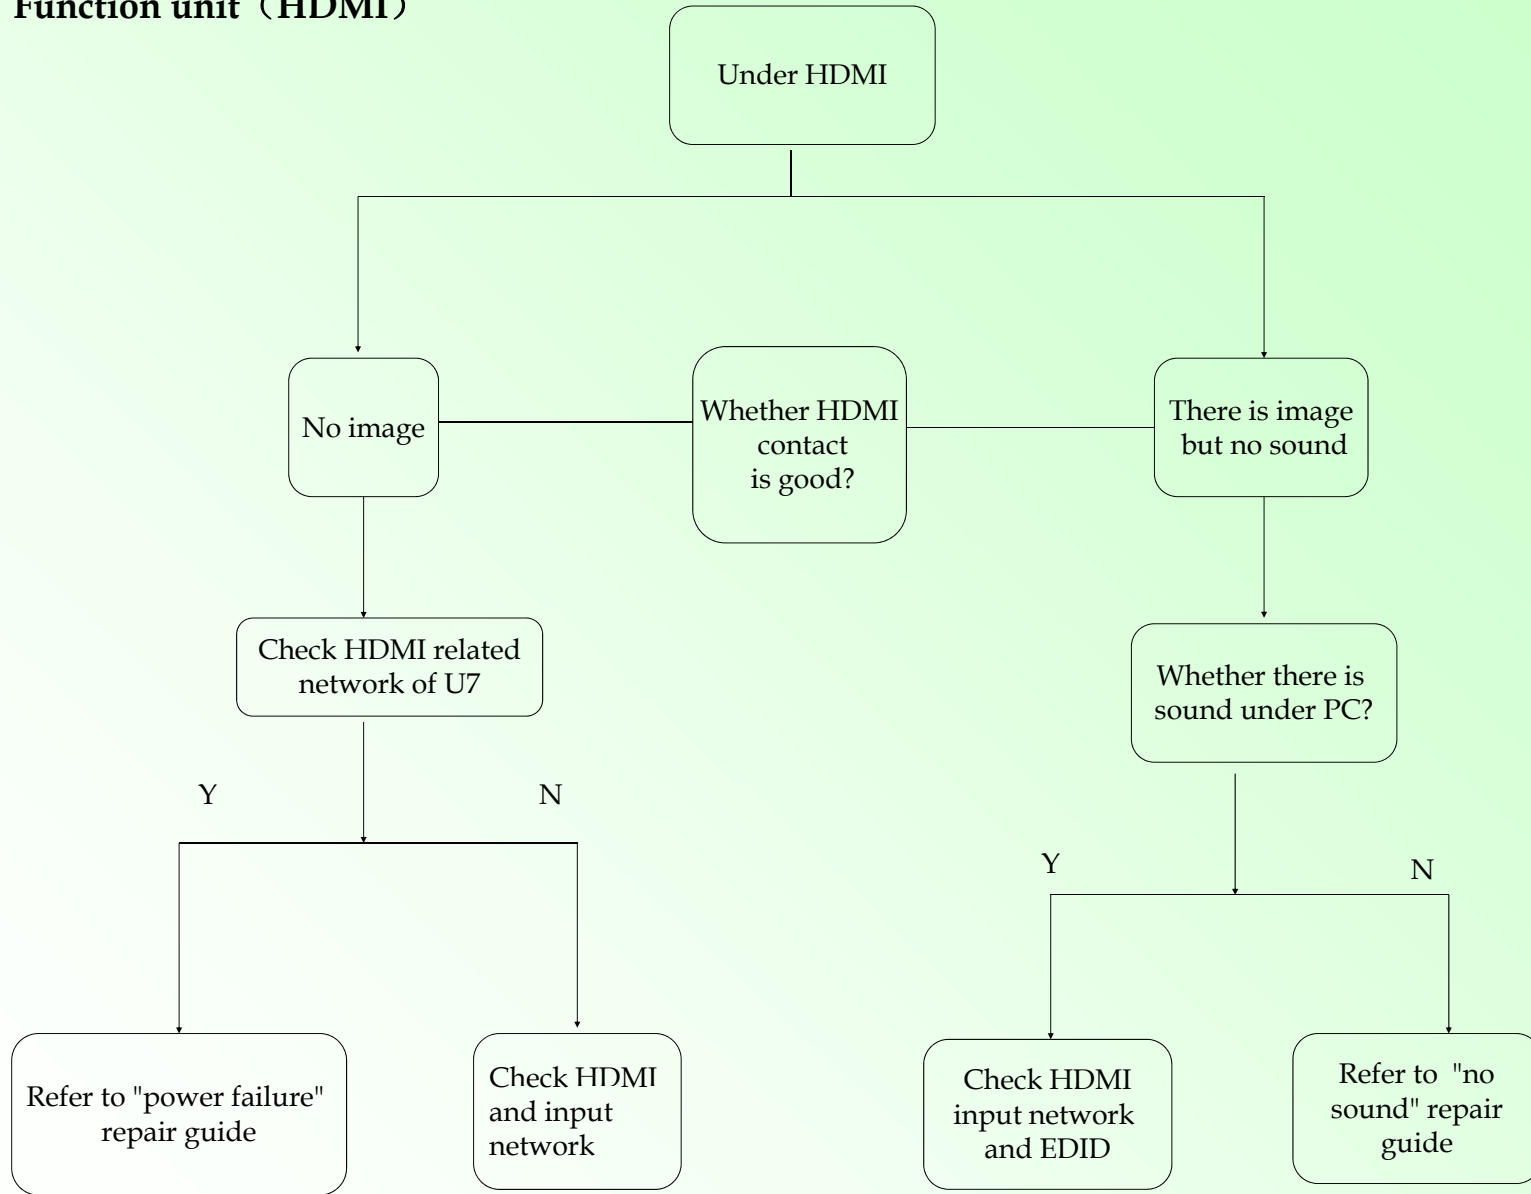 Function unit（HDMI）
Under HDMI
No image
Whether HDMI
contact
is good?
There is image
but no sound
Check HDMI related
network of U7
Whether there is
sound under PC?
Y
N
Y
N
Refer to "power failure"
repair guide
Check HDMI
and input
network
Check HDMI
input network
and EDID
Refer to "no
sound" repair
guide